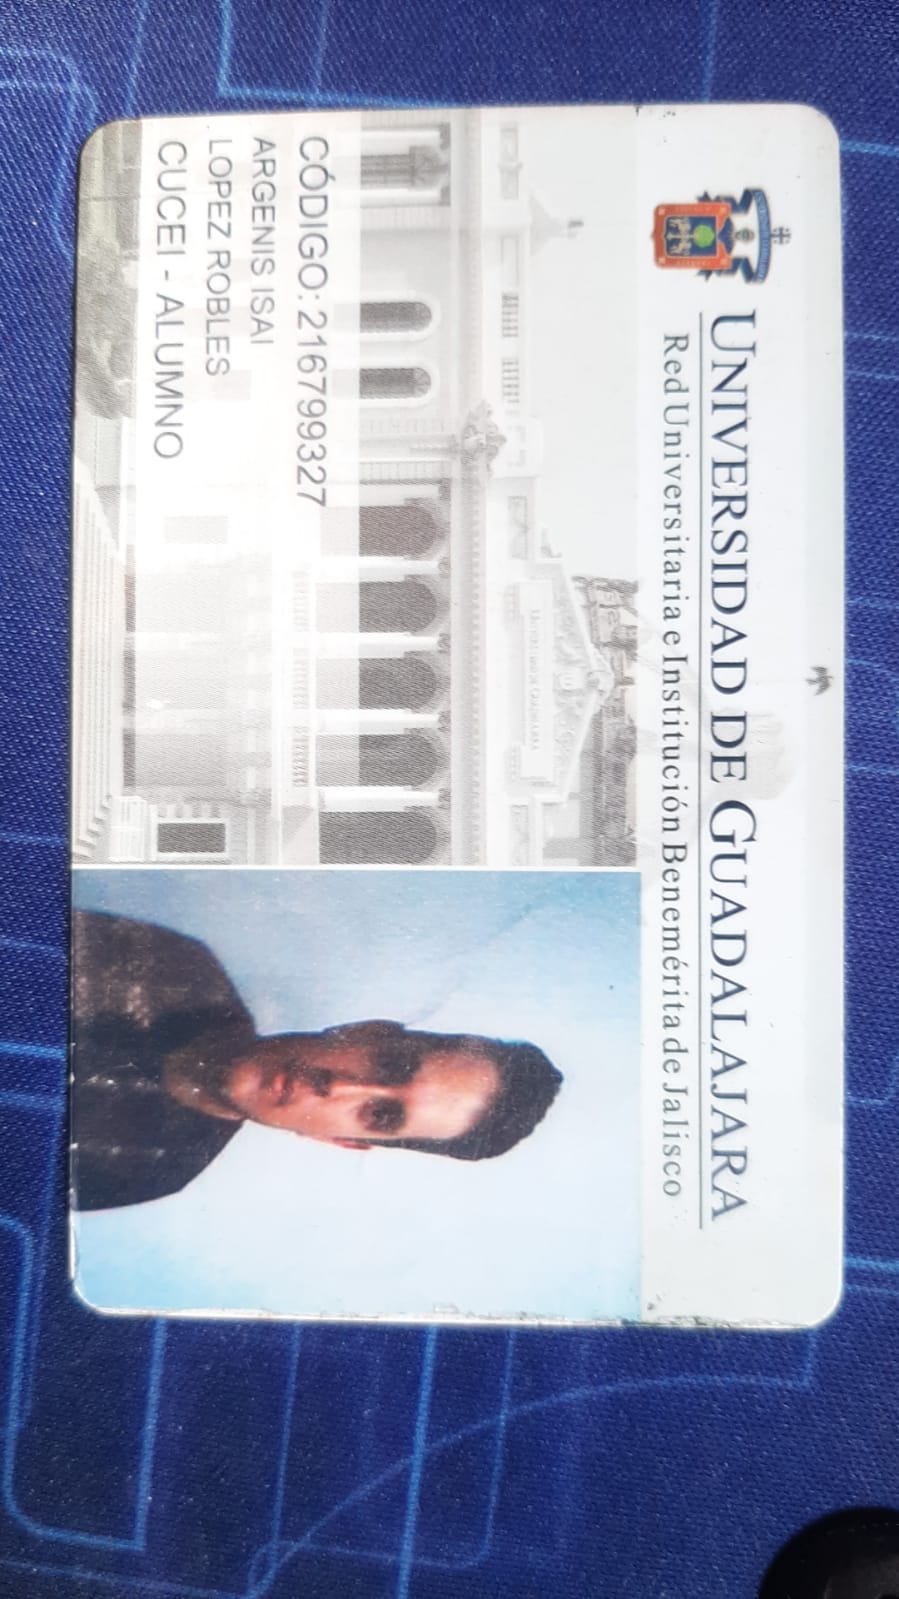 UNIVERSIDAD DE GUADALAJARA
Red Universitaria e Institución Benemérita de Jalisco
CÓDIGO: 216799327
ARGENIS ISAI
LOPEZ ROBLES
CUCEI - ALUMNO